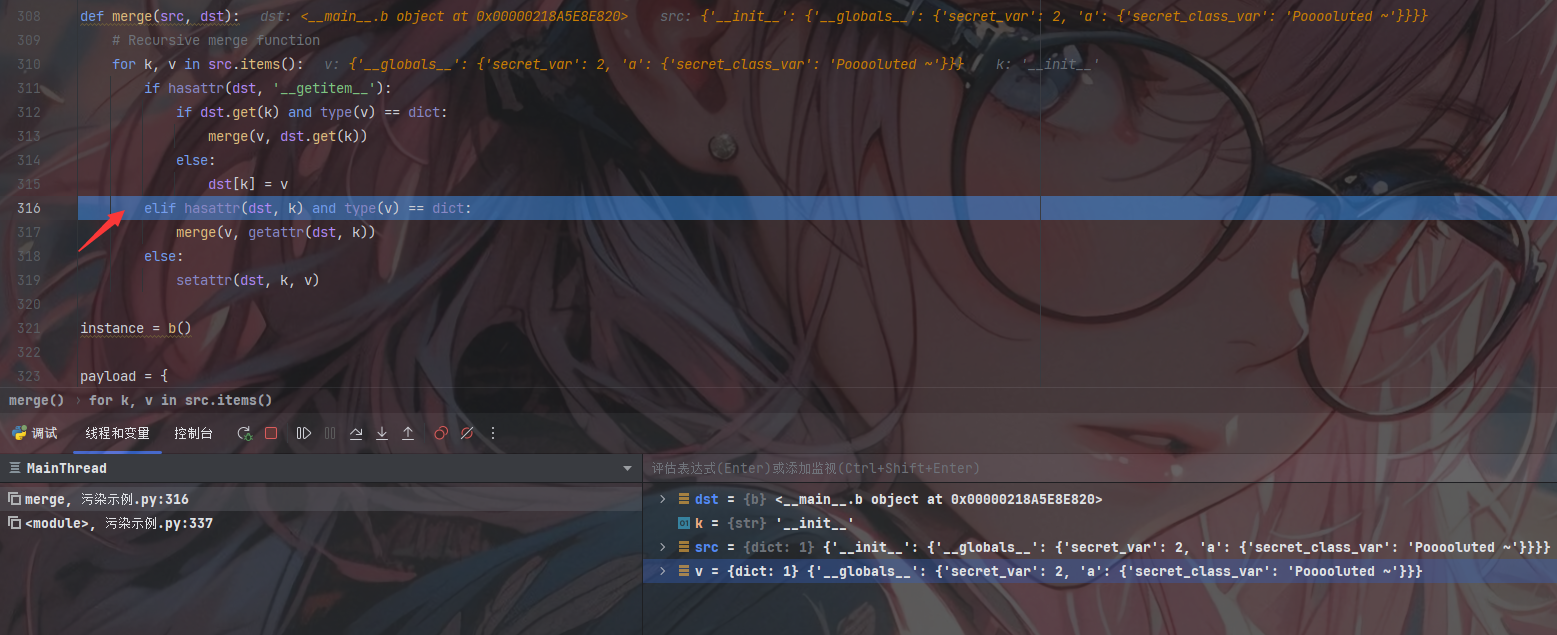 308 def merge(src, dst): dst: <__main__.b object at 0x00000218A5E8E820> src: {'__init__': {'__globals__': {'secret_var': 2, 'a': {'secret_class_var': 'Pooooluted ~'}}}}
309 # Recursive merge function
310 for k, v in src.items(): v: {'__globals__': {'secret_var': 2, 'a': {'secret_class_var': 'Pooooluted ~'}}} k: '__init__'
311 if hasattr(dst, '__getitem__'):
312 if dst.get(k) and type(v) == dict:
313 merge(v, dst.get(k))
314 else:
315 dst[k] = v
316 elif hasattr(dst, k) and type(v) == dict:
317 merge(v, getattr(dst, k))
318 else:
319 setattr(dst, k, v)
320
321 instance = b()
322
323 payload = {
merge() › for k, v in src.items()
调试 线程和变量 控制台
MainThread
评估表达式(Enter)或添加监视(Ctrl+Shift+Enter)
merge, 污染示例.py:316
<module>, 污染示例.py:337
dst = {b} <__main__.b object at 0x00000218A5E8E820>
k = {str} '__init__'
src = {dict: 1} {'__init__': {'__globals__': {'secret_var': 2, 'a': {'secret_class_var': 'Pooooluted ~'}}}}
v = {dict: 1} {'__globals__': {'secret_var': 2, 'a': {'secret_class_var': 'Pooooluted ~'}}}